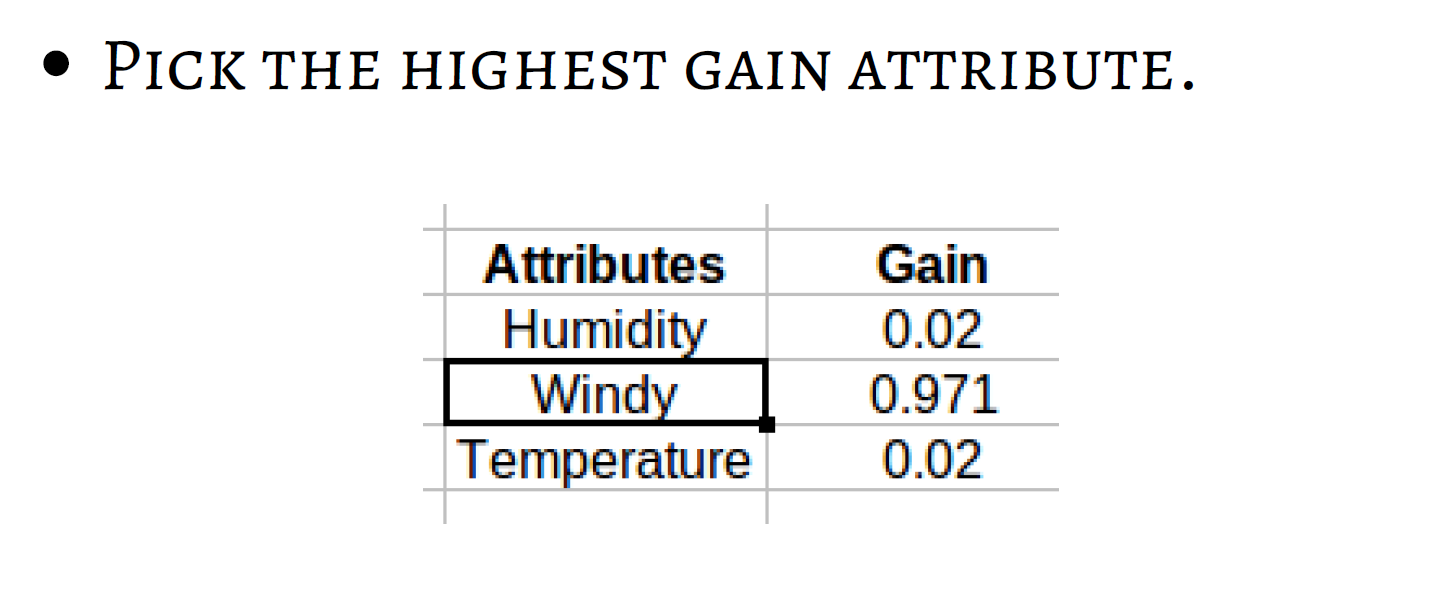 • Pick the highest gain attribute.
Attributes Gain
Humidity 0.02
Windy 0.971
Temperature 0.02